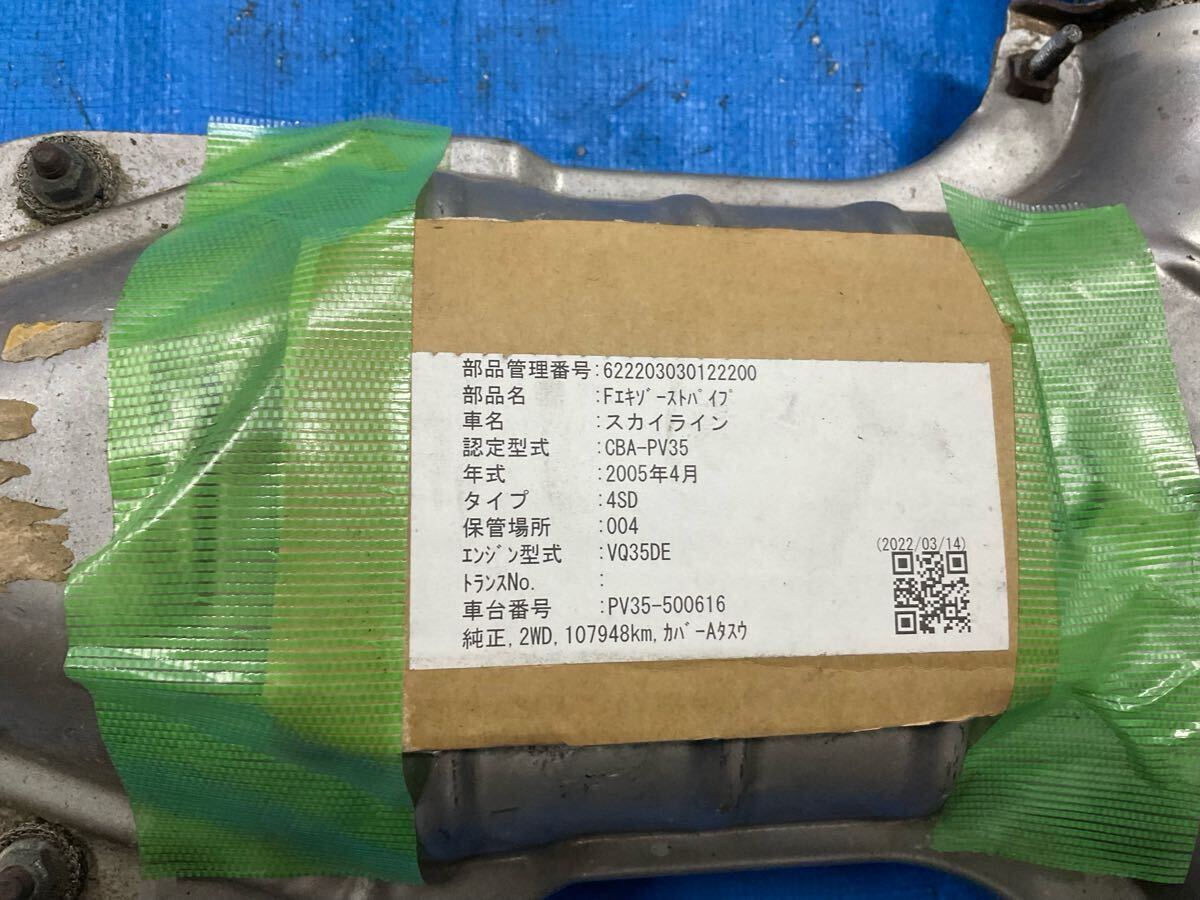 部品管理番号:622203030122200
部品名 :Fｴｷｿﾞｰｽﾄﾊﾟｲﾌﾟ
車名 :スカイライン
認定型式 :CBA-PV35
年式 :2005年4月
タイプ :4SD
保管場所 :004
ｴﾝｼﾞﾝ型式 :VQ35DE
(2022/03/14)
ﾄﾗﾝｽNo. :
車台番号 :PV35-500616
純正,2WD,107948km,ｶﾊﾞｰAﾀｽｳ